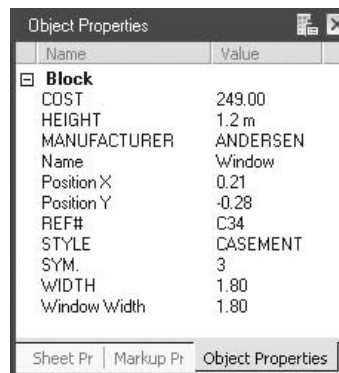 Object Properties
Name Value
Block
COST 249.00
HEIGHT 1.2 m
MANUFACTURER ANDERSEN
Name Window
Position X 0.21
Position Y -0.28
REF# C34
STYLE CASEMENT
SYM. 3
WIDTH 1.80
Window Width 1.80
Sheet Pr Markup Pr Object Properties